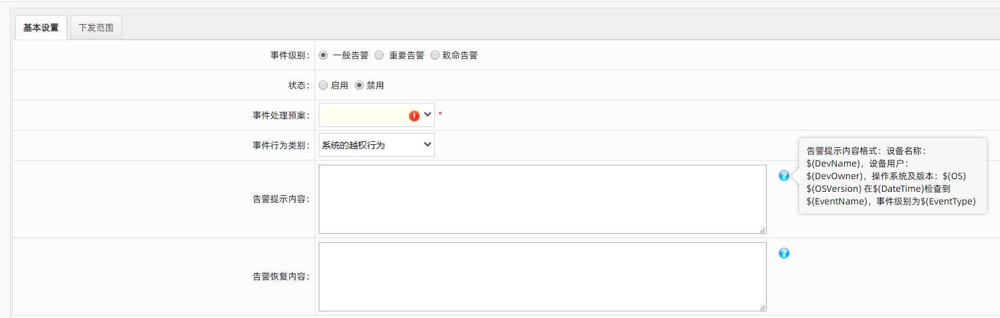 基本设置 下发范围
事件级别： 一般告警 重要告警 致命告警
状态： 启用 禁用
事件处理预案： *
事件行为类别： 系统的越权行为
告警提示内容：
告警提示内容格式：设备名称：
$(DevName)，设备用户：
$(DevOwner)，操作系统及版本：$(OS)
$(OSVersion) 在$(DateTime)检查到
$(EventName)，事件级别为$(EventType)
告警恢复内容：